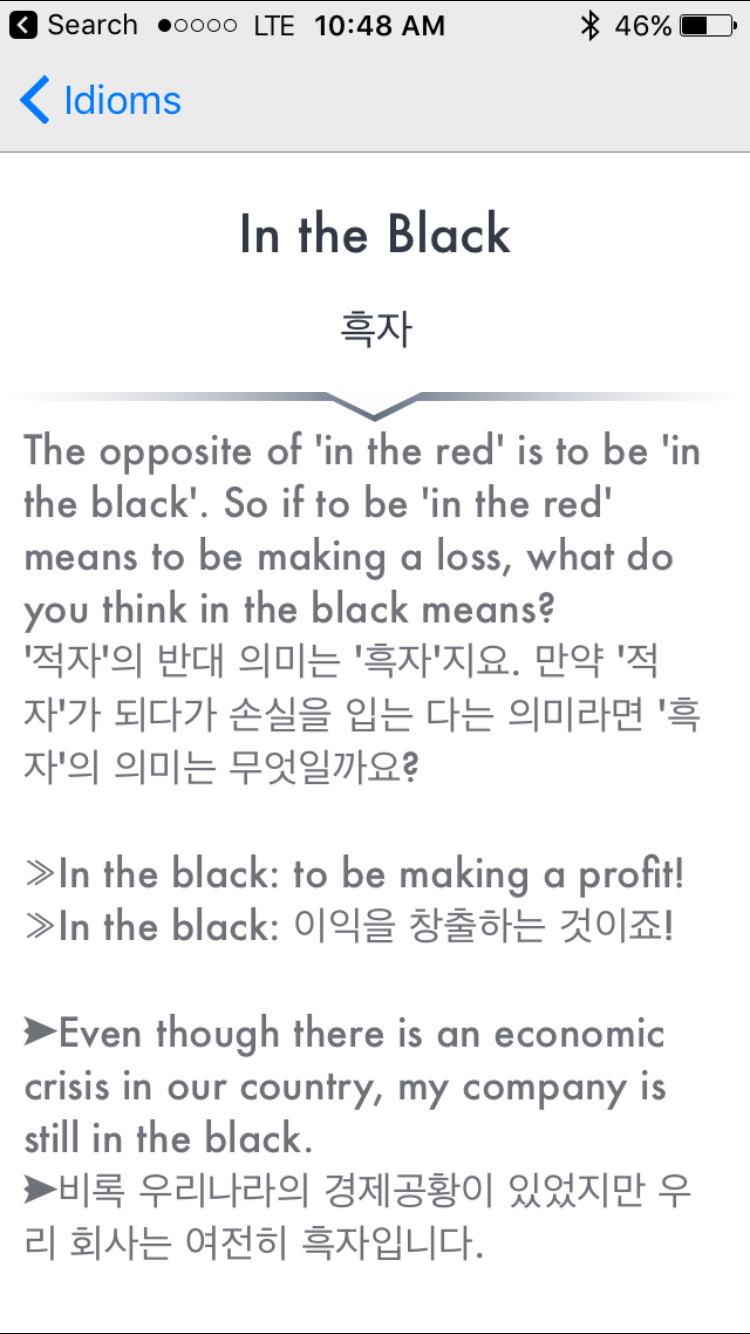 Search LTE 10:48 AM 46%
Idioms
In the Black
흑자
The opposite of 'in the red' is to be 'in
the black'. So if to be 'in the red'
means to be making a loss, what do
you think in the black means?
'적자'의 반대 의미는 '흑자'지요. 만약 '적
자'가 되다가 손실을 입는 다는 의미라면 '흑
자'의 의미는 무엇일까요?
≫In the black: to be making a profit!
≫In the black: 이익을 창출하는 것이죠!
➤Even though there is an economic
crisis in our country, my company is
still in the black.
➤비록 우리나라의 경제공황이 있었지만 우
리 회사는 여전히 흑자입니다.